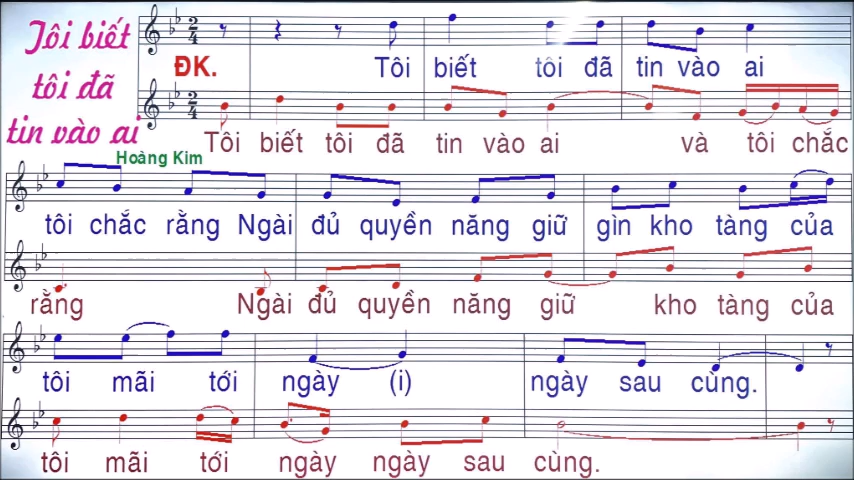 Tôi biết
tôi đã
tin vào ai
Hoàng Kim
ĐK.
Tôi biết tôi đã tin vào ai
Tôi biết tôi đã tin vào ai và tôi chắc
tôi chắc rằng Ngài đủ quyền năng giữ gìn kho tàng của
rằng Ngài đủ quyền năng giữ kho tàng của
tôi mãi tới ngày (i) ngày sau cùng.
tôi mãi tới ngày ngày sau cùng.